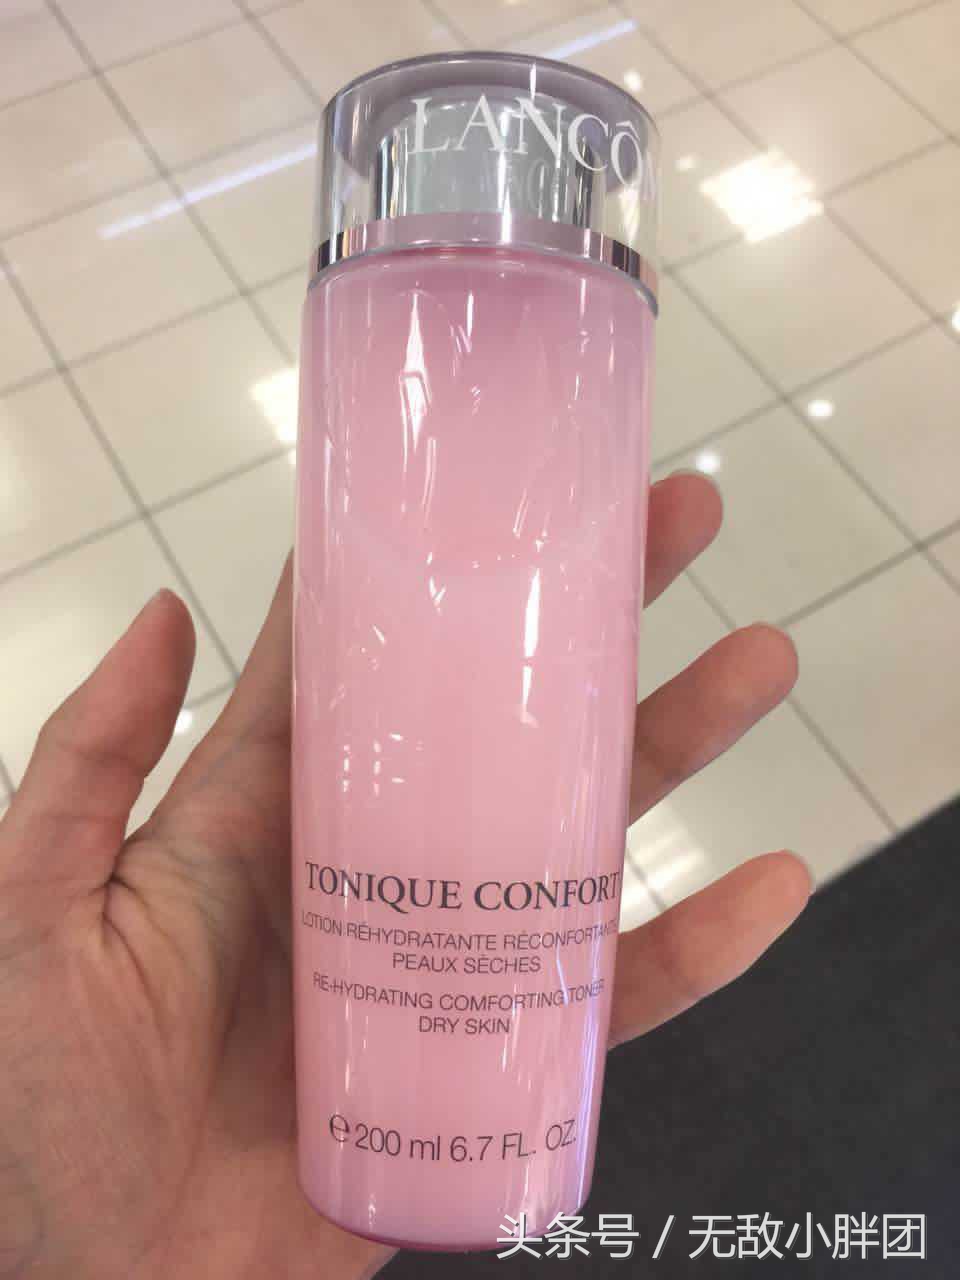 LANCÔM
TONIQUE CONFORT
LOTION RÉHYDRATANTE RÉCONFORTANTE
PEAUX SÈCHES
RE-HYDRATING COMFORTING TONER
DRY SKIN
℮ 200 ml 6.7 FL. OZ.
头条号 / 无敌小胖团